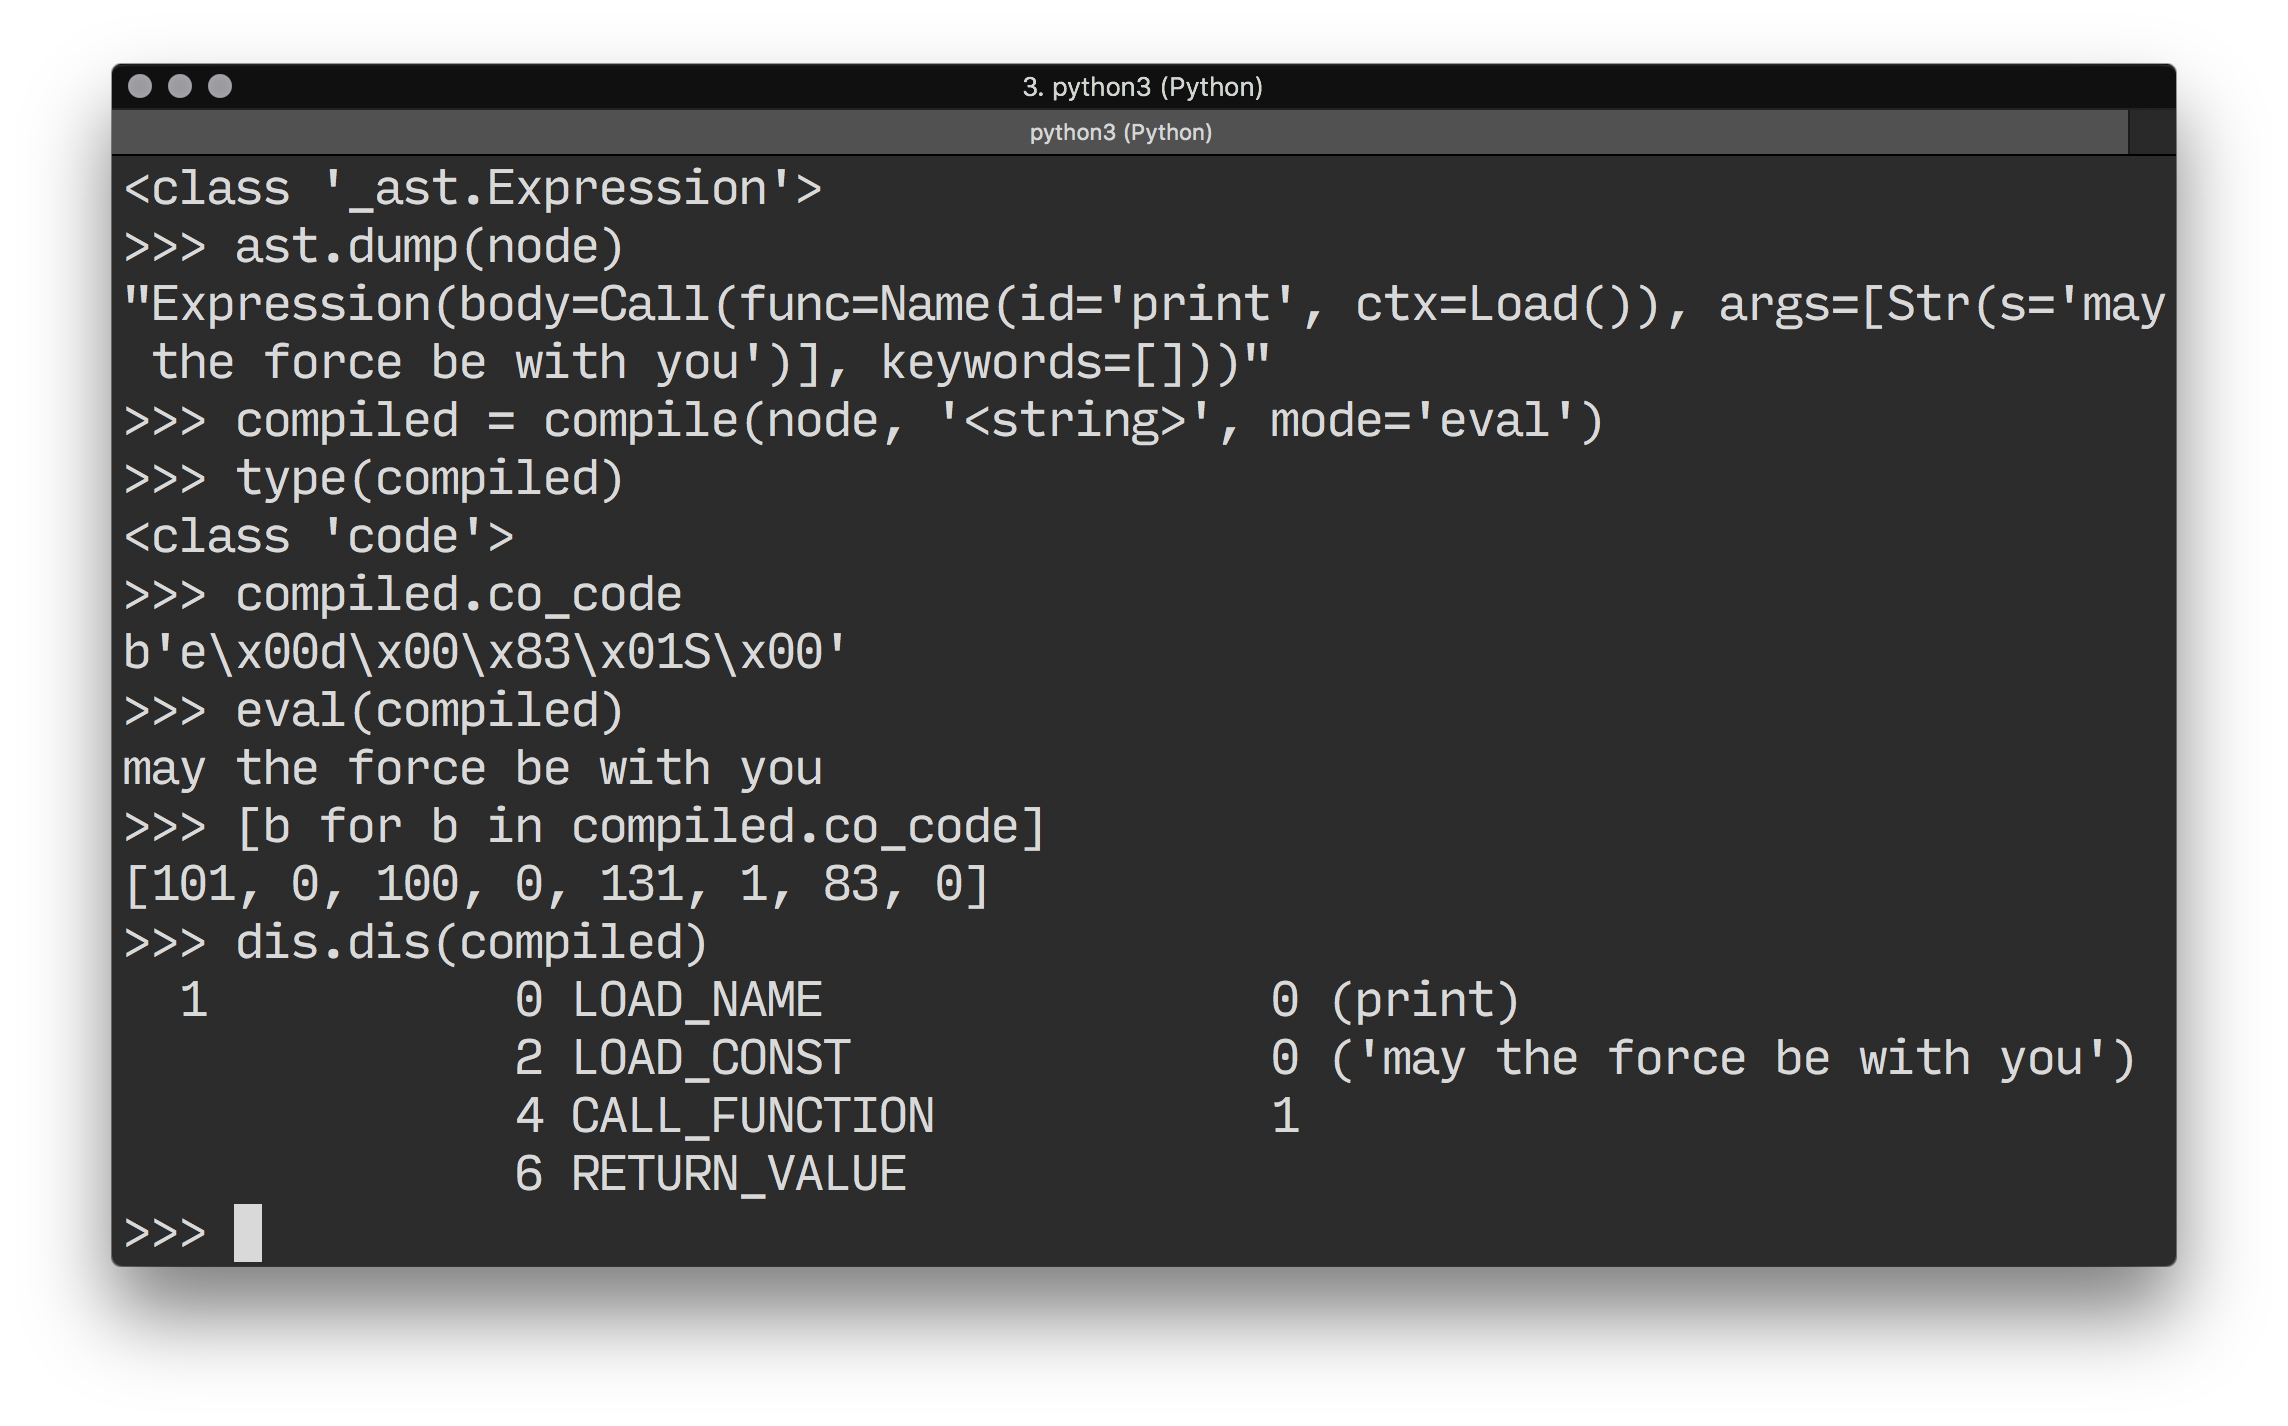 3. python3 (Python)
python3 (Python)
<class '_ast.Expression'>
>>> ast.dump(node)
"Expression(body=Call(func=Name(id='print', ctx=Load()), args=[Str(s='may
 the force be with you')], keywords=[]))"
>>> compiled = compile(node, '<string>', mode='eval')
>>> type(compiled)
<class 'code'>
>>> compiled.co_code
b'e\x00d\x00\x83\x01S\x00'
>>> eval(compiled)
may the force be with you
>>> [b for b in compiled.co_code]
[101, 0, 100, 0, 131, 1, 83, 0]
>>> dis.dis(compiled)
  1           0 LOAD_NAME                0 (print)
              2 LOAD_CONST               0 ('may the force be with you')
              4 CALL_FUNCTION            1
              6 RETURN_VALUE
>>>